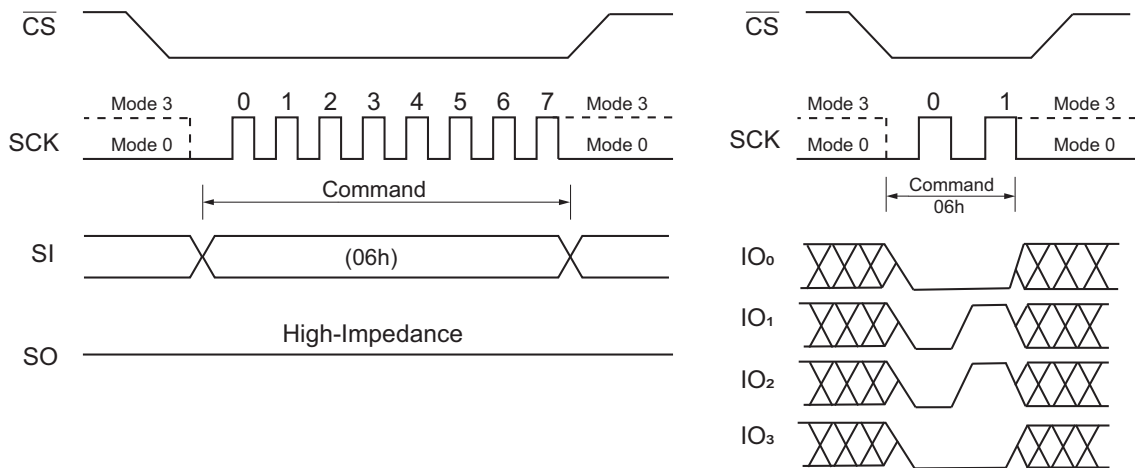 CS
Mode 3 0 1 2 3 4 5 6 7 Mode 3
SCK Mode 0 Mode 0
Command
SI (06h)
High-Impedance
SO
CS
Mode 3 0 1 Mode 3
SCK Mode 0 Mode 0
Command
06h
IO₀
IO₁
IO₂
IO₃